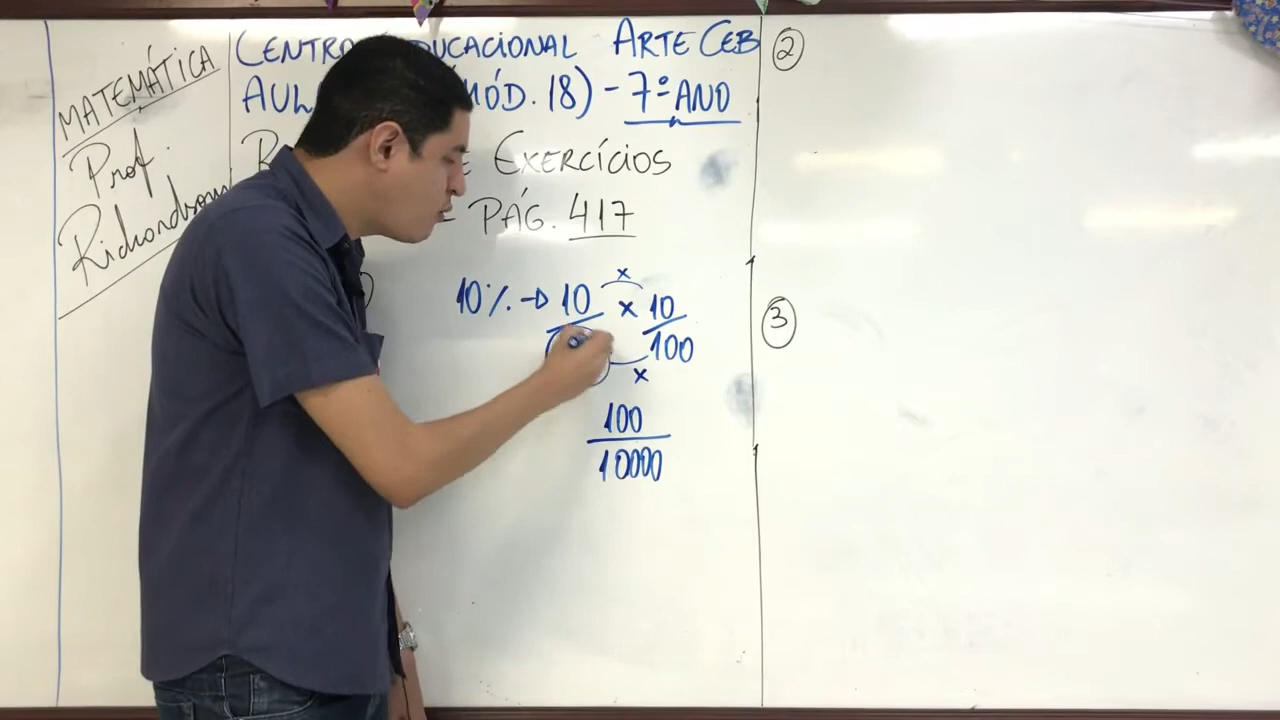 MATEMÁTICA
Prof.
Richardson
CENTRO EDUCACIONAL ARTE CEB
AUL MÓD. 18) - 7º ANO
EXERCÍCIOS
- PÁG. 417
10% → 10 x 10
100
x
x
100
10000
2
3